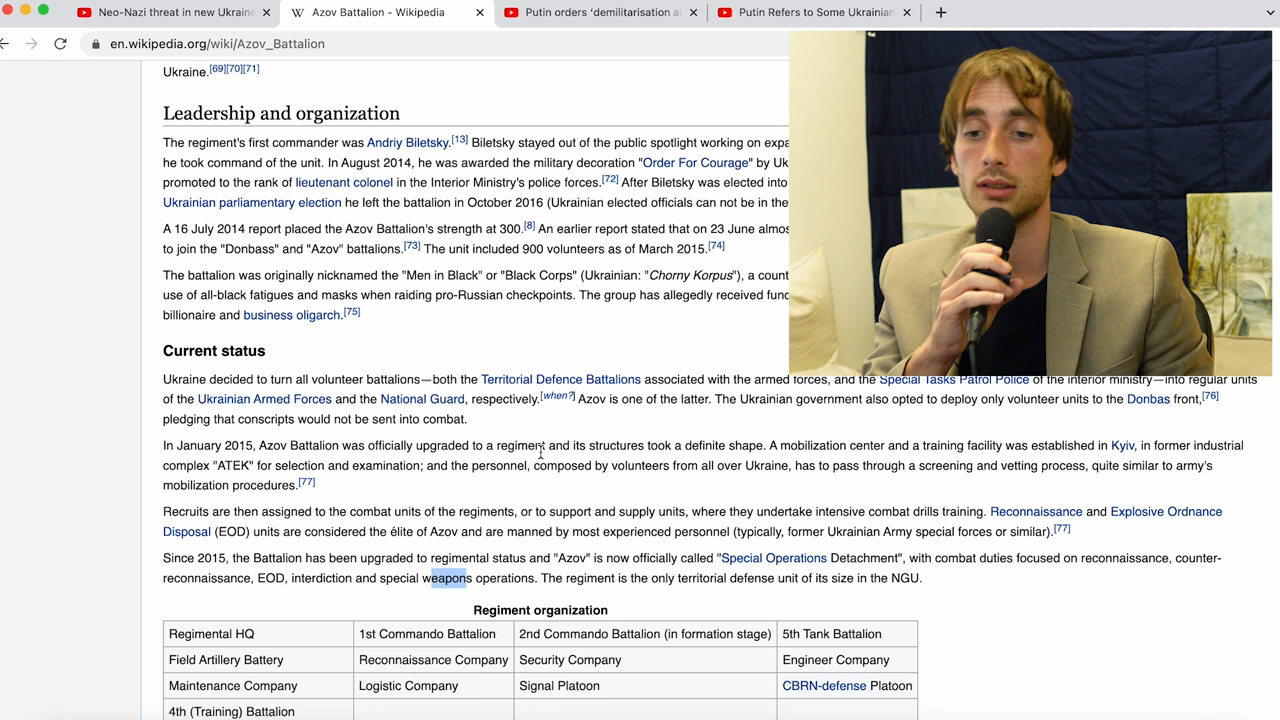 Neo-Nazi threat in new Ukraine
Azov Battalion - Wikipedia
Putin orders ‘demilitarisation a
Putin Refers to Some Ukrainian
en.wikipedia.org/wiki/Azov_Battalion
Ukraine.[69][70][71]
Leadership and organization
The regiment's first commander was Andriy Biletsky.[13] Biletsky stayed out of the public spotlight working on expa
he took command of the unit. In August 2014, he was awarded the military decoration "Order For Courage" by Uk
promoted to the rank of lieutenant colonel in the Interior Ministry's police forces.[72] After Biletsky was elected into
Ukrainian parliamentary election he left the battalion in October 2016 (Ukrainian elected officials can not be in the
A 16 July 2014 report placed the Azov Battalion's strength at 300.[8] An earlier report stated that on 23 June almos
to join the "Donbass" and "Azov" battalions.[73] The unit included 900 volunteers as of March 2015.[74]
The battalion was originally nicknamed the "Men in Black" or "Black Corps" (Ukrainian: "Chorny Korpus"), a count
use of all-black fatigues and masks when raiding pro-Russian checkpoints. The group has allegedly received fund
billionaire and business oligarch.[75]
Current status
Ukraine decided to turn all volunteer battalions—both the Territorial Defence Battalions associated with the armed forces, and the Special Tasks Patrol Police of the interior ministry—into regular units
of the Ukrainian Armed Forces and the National Guard, respectively.[when?] Azov is one of the latter. The Ukrainian government also opted to deploy only volunteer units to the Donbas front,[76]
pledging that conscripts would not be sent into combat.
In January 2015, Azov Battalion was officially upgraded to a regiment and its structures took a definite shape. A mobilization center and a training facility was established in Kyiv, in former industrial
complex "ATEK" for selection and examination; and the personnel, composed by volunteers from all over Ukraine, has to pass through a screening and vetting process, quite similar to army's
mobilization procedures.[77]
Recruits are then assigned to the combat units of the regiments, or to support and supply units, where they undertake intensive combat drills training. Reconnaissance and Explosive Ordnance
Disposal (EOD) units are considered the élite of Azov and are manned by most experienced personnel (typically, former Ukrainian Army special forces or similar).[77]
Since 2015, the Battalion has been upgraded to regimental status and "Azov" is now officially called "Special Operations Detachment", with combat duties focused on reconnaissance, counter-
reconnaissance, EOD, interdiction and special weapons operations. The regiment is the only territorial defense unit of its size in the NGU.
Regiment organization
Regimental HQ 1st Commando Battalion 2nd Commando Battalion (in formation stage) 5th Tank Battalion
Field Artillery Battery Reconnaissance Company Security Company Engineer Company
Maintenance Company Logistic Company Signal Platoon CBRN-defense Platoon
4th (Training) Battalion